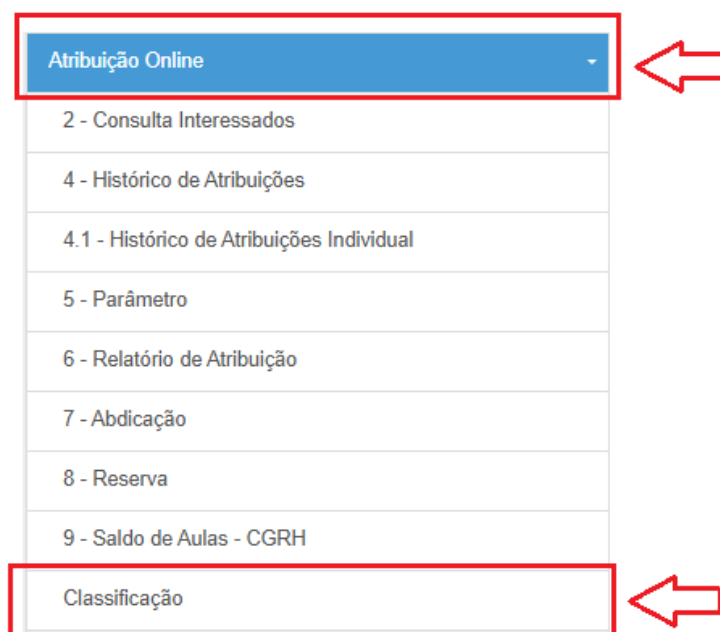 Atribuição Online
2 - Consulta Interessados
4 - Histórico de Atribuições
4.1 - Histórico de Atribuições Individual
5 - Parâmetro
6 - Relatório de Atribuição
7 - Abdicação
8 - Reserva
9 - Saldo de Aulas - CGRH
Classificação